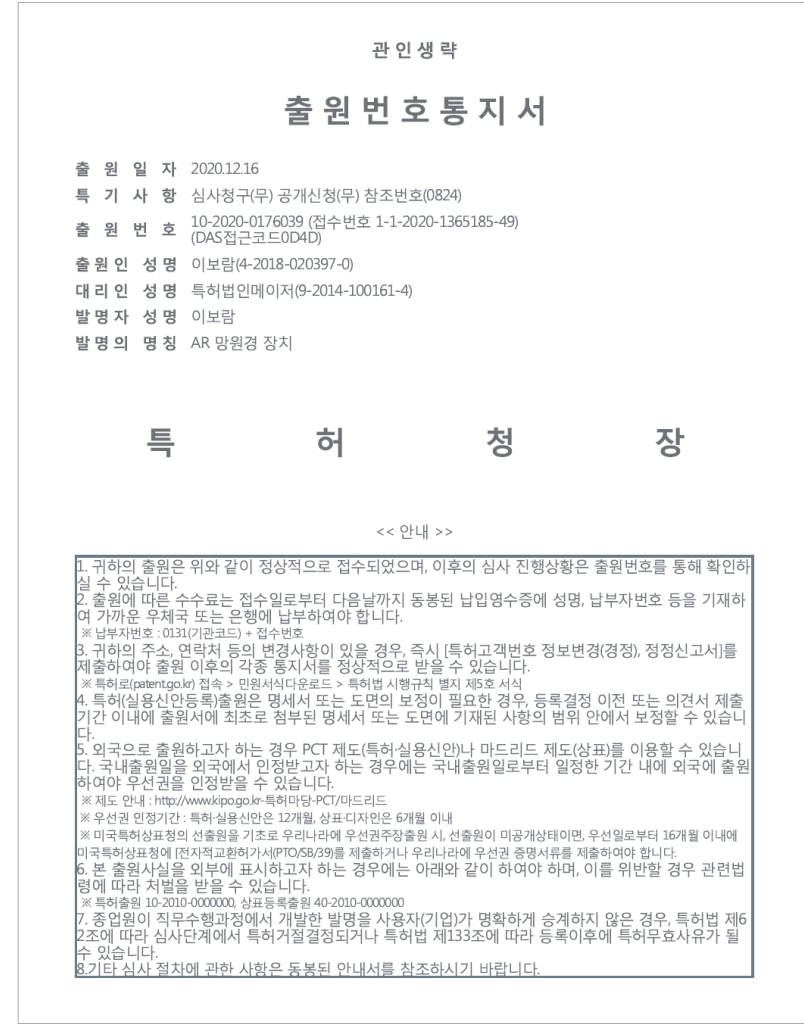 관 인 생 략
출 원 번 호 통 지 서
출 원 일 자 2020.12.16
특 기 사 항 심사청구(무) 공개신청(무) 참조번호(0824)
출 원 번 호 10-2020-0176039 (접수번호 1-1-2020-1365185-49)
(DAS접근코드0D4D)
출 원 인 성 명 이보람(4-2018-020397-0)
대 리 인 성 명 특허법인메이저(9-2014-100161-4)
발 명 자 성 명 이보람
발 명 의 명 칭 AR 망원경 장치
특 허 청 장
<< 안내 >>
1. 귀하의 출원은 위와 같이 정상적으로 접수되었으며, 이후의 심사 진행상황은 출원번호를 통해 확인하
실 수 있습니다.
2. 출원에 따른 수수료는 접수일로부터 다음날까지 동봉된 납입영수증에 성명, 납부자번호 등을 기재하
여 가까운 우체국 또는 은행에 납부하여야 합니다.
※ 납부자번호 : 0131(기관코드) + 접수번호
3. 귀하의 주소, 연락처 등의 변경사항이 있을 경우, 즉시 [특허고객번호 정보변경(경정), 정정신고서]를
제출하여야 출원 이후의 각종 통지서를 정상적으로 받을 수 있습니다.
※ 특허로(patent.go.kr) 접속 > 민원서식다운로드 > 특허법 시행규칙 별지 제5호 서식
4. 특허(실용신안등록)출원은 명세서 또는 도면의 보정이 필요한 경우, 등록결정 이전 또는 의견서 제출
기간 이내에 출원서에 최초로 첨부된 명세서 또는 도면에 기재된 사항의 범위 안에서 보정할 수 있습니
다.
5. 외국으로 출원하고자 하는 경우 PCT 제도(특허·실용신안)나 마드리드 제도(상표)를 이용할 수 있습니
다. 국내출원일을 외국에서 인정받고자 하는 경우에는 국내출원일로부터 일정한 기간 내에 외국에 출원
하여야 우선권을 인정받을 수 있습니다.
※ 제도 안내 : http://www.kipo.go.kr-특허마당-PCT/마드리드
※ 우선권 인정기간 : 특허·실용신안은 12개월, 상표·디자인은 6개월 이내
※ 미국특허상표청의 선출원을 기초로 우리나라에 우선권주장출원 시, 선출원이 미공개상태이면, 우선일로부터 16개월 이내에
미국특허상표청에 [전자적교환허가서(PTO/SB/39)를 제출하거나 우리나라에 우선권 증명서류를 제출하여야 합니다.
6. 본 출원사실을 외부에 표시하고자 하는 경우에는 아래와 같이 하여야 하며, 이를 위반할 경우 관련법
령에 따라 처벌을 받을 수 있습니다.
※ 특허출원 10-2010-0000000, 상표등록출원 40-2010-0000000
7. 종업원이 직무수행과정에서 개발한 발명을 사용자(기업)가 명확하게 승계하지 않은 경우, 특허법 제6
2조에 따라 심사단계에서 특허거절결정되거나 특허법 제133조에 따라 등록이후에 특허무효사유가 될
수 있습니다.
8.기타 심사 절차에 관한 사항은 동봉된 안내서를 참조하시기 바랍니다.